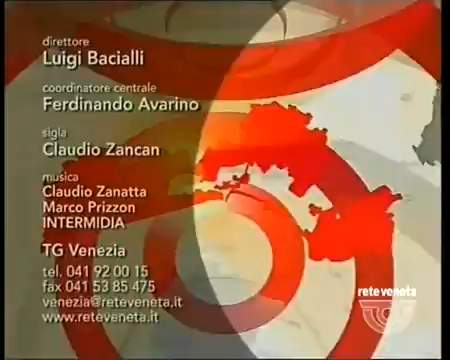 direttore
Luigi Bacialli
coordinatore centrale
Ferdinando Avarino
sigla
Claudio Zancan
musica
Claudio Zanatta
Marco Prizzon
INTERMIDIA
TG Venezia
tel. 041 92 00 15
fax 041 53 85 475
venezia@reteveneta.it
www.reteveneta.it
reteveneta